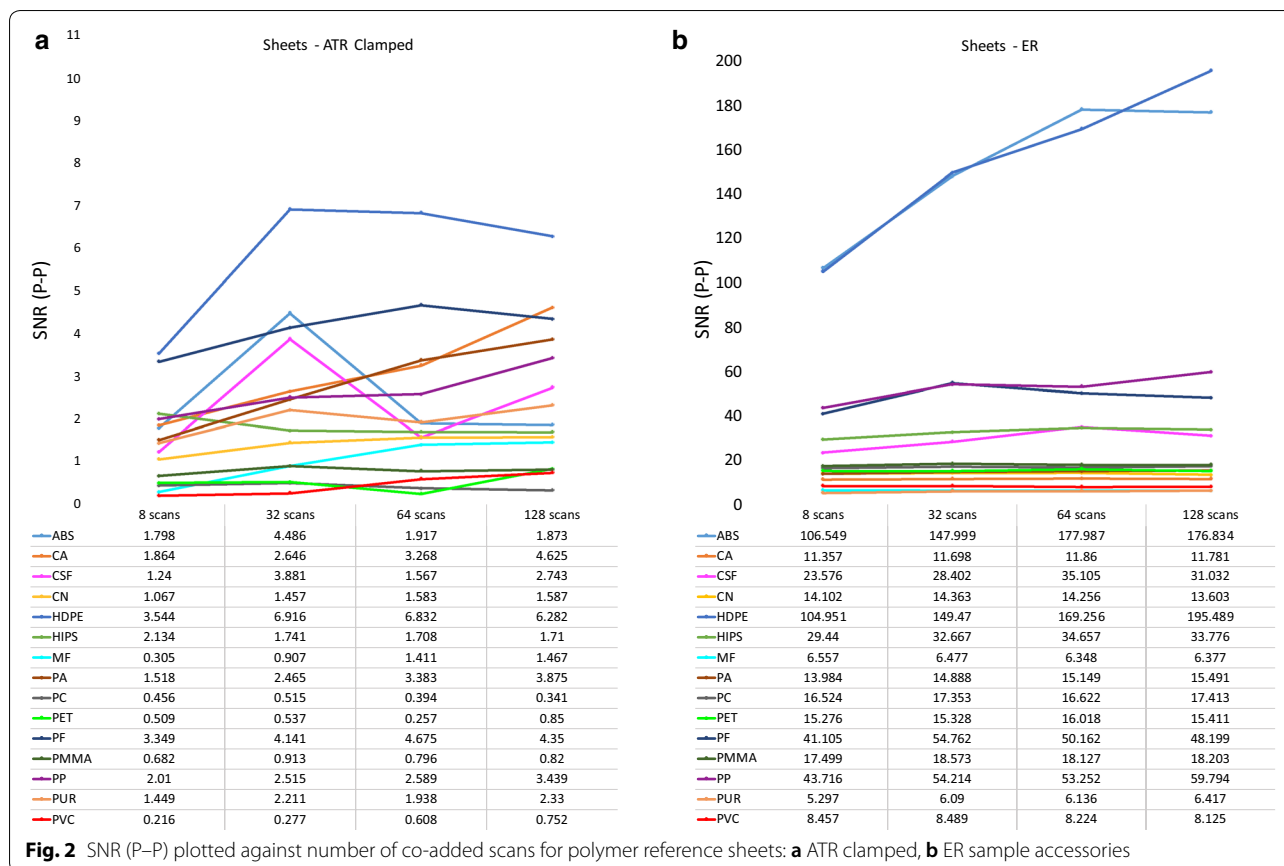 a
Sheets - ATR Clamped
11
10
9
8
7
6
5
4
3
2
1
0
SNR (P-P)
8 scans 32 scans 64 scans 128 scans
ABS 1.798 4.486 1.917 1.873
CA 1.864 2.646 3.268 4.625
CSF 1.24 3.881 1.567 2.743
CN 1.067 1.457 1.583 1.587
HDPE 3.544 6.916 6.832 6.282
HIPS 2.134 1.741 1.708 1.71
MF 0.305 0.907 1.411 1.467
PA 1.518 2.465 3.383 3.875
PC 0.456 0.515 0.394 0.341
PET 0.509 0.537 0.257 0.85
PF 3.349 4.141 4.675 4.35
PMMA 0.682 0.913 0.796 0.82
PP 2.01 2.515 2.589 3.439
PUR 1.449 2.211 1.938 2.33
PVC 0.216 0.277 0.608 0.752
b
Sheets - ER
200
180
160
140
120
100
80
60
40
20
0
SNR (P-P)
8 scans 32 scans 64 scans 128 scans
ABS 106.549 147.999 177.987 176.834
CA 11.357 11.698 11.86 11.781
CSF 23.576 28.402 35.105 31.032
CN 14.102 14.363 14.256 13.603
HDPE 104.951 149.47 169.256 195.489
HIPS 29.44 32.667 34.657 33.776
MF 6.557 6.477 6.348 6.377
PA 13.984 14.888 15.149 15.491
PC 16.524 17.353 16.622 17.413
PET 15.276 15.328 16.018 15.411
PF 41.105 54.762 50.162 48.199
PMMA 17.499 18.573 18.127 18.203
PP 43.716 54.214 53.252 59.794
PUR 5.297 6.09 6.136 6.417
PVC 8.457 8.489 8.224 8.125
Fig. 2 SNR (P–P) plotted against number of co-added scans for polymer reference sheets: a ATR clamped, b ER sample accessories